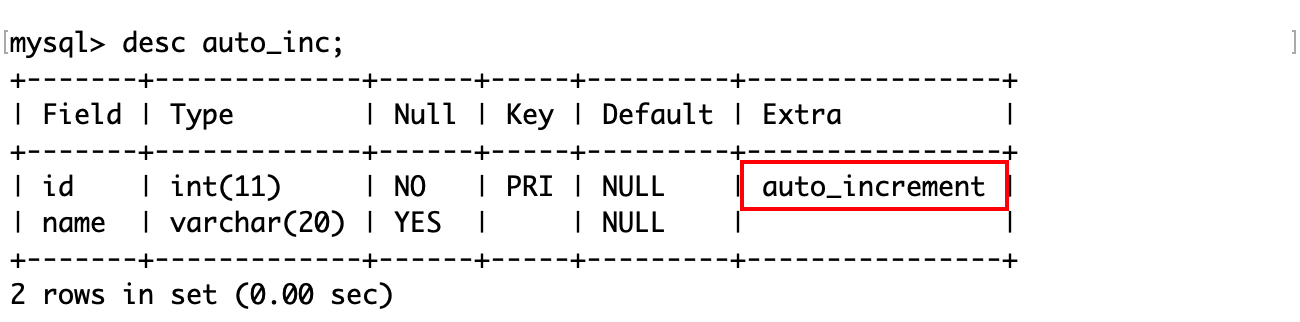 [mysql> desc auto_inc;                                                    ]
+-------+-------------+------+-----+---------+----------------+
| Field | Type        | Null | Key | Default | Extra          |
+-------+-------------+------+-----+---------+----------------+
| id    | int(11)     | NO   | PRI | NULL    | auto_increment |
| name  | varchar(20) | YES  |     | NULL    |                |
+-------+-------------+------+-----+---------+----------------+
2 rows in set (0.00 sec)